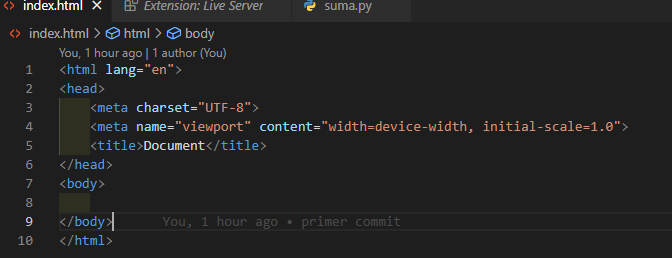 index.html Extension: Live Server suma.py
index.html > html > body
You, 1 hour ago | 1 author (You)
1 <html lang="en">
2 <head>
3 <meta charset="UTF-8">
4 <meta name="viewport" content="width=device-width, initial-scale=1.0">
5 <title>Document</title>
6 </head>
7 <body>
8
9 </body> You, 1 hour ago • primer commit
10 </html>